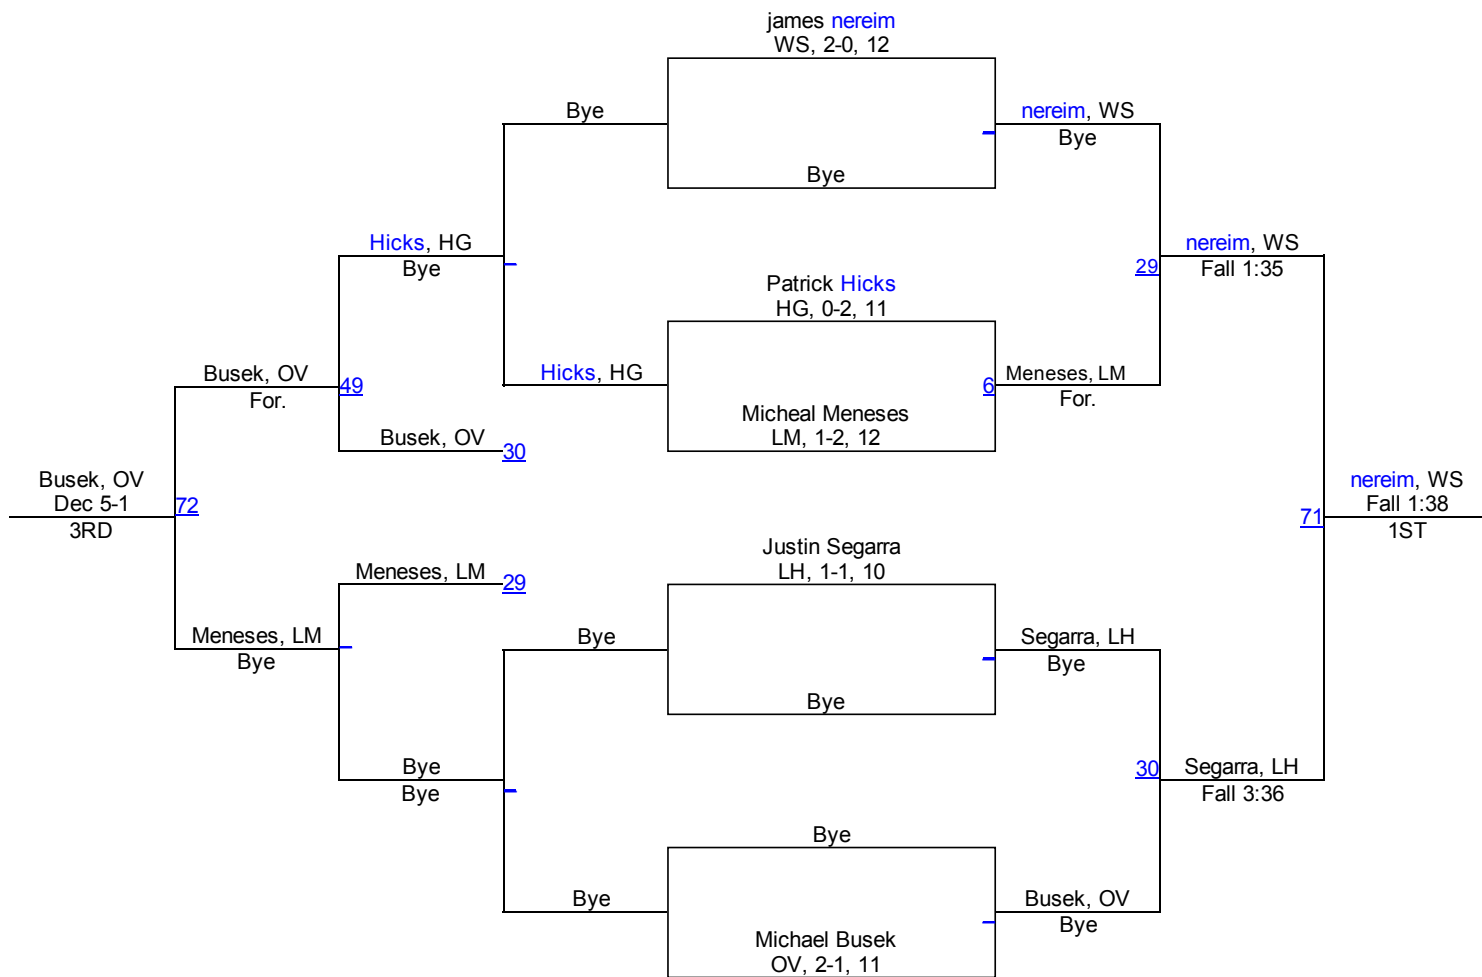 james nereim
WS, 2-0, 12
Bye
nereim, WS
Bye
Bye
Hicks, HG
Bye
nereim, WS
29
Fall 1:35
Patrick Hicks
HG, 0-2, 11
Busek, OV
49
For.
Hicks, HG
6
Meneses, LM
For.
Micheal Meneses
LM, 1-2, 12
Busek, OV
30
Busek, OV
Dec 5-1
72
3RD
nereim, WS
Fall 1:38
71
1ST
Justin Segarra
LH, 1-1, 10
Meneses, LM
29
Meneses, LM
Bye
Bye
Segarra, LH
Bye
Bye
Bye
Bye
30
Segarra, LH
Fall 3:36
Bye
Bye
Busek, OV
Bye
Michael Busek
OV, 2-1, 11